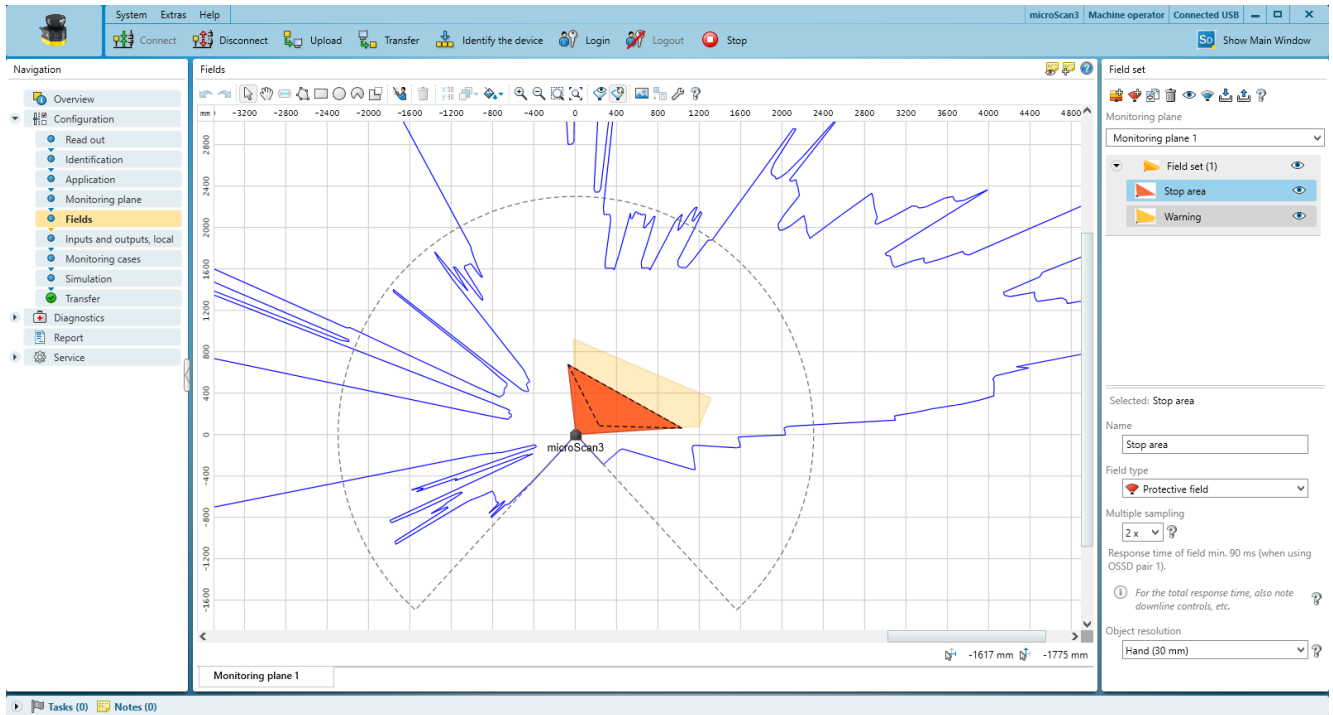 System Extras Help
microScan3 Machine operator Connected USB
Connect Disconnect Upload Transfer Identify the device Login Logout Stop
So Show Main Window
Navigation
Overview
Configuration
Read out
Identification
Application
Monitoring plane
Fields
Inputs and outputs, local
Monitoring cases
Simulation
Transfer
Diagnostics
Report
Service
Fields
mm -3200 -2800 -2400 -2000 -1600 -1200 -800 -400 0 400 800 1200 1600 2000 2400 2800 3200 3600 4000 4400 4800
2800
2400
2000
1600
1200
800
400
0
-400
-800
-1200
-1600
microScan3
-1617 mm -1775 mm
Monitoring plane 1
Field set
Monitoring plane
Monitoring plane 1
Field set (1)
Stop area
Warning
Selected: Stop area
Name
Stop area
Field type
Protective field
Multiple sampling
2 x
Response time of field min. 90 ms (when using
OSSD pair 1).
For the total response time, also note
downline controls, etc.
Object resolution
Hand (30 mm)
Tasks (0) Notes (0)